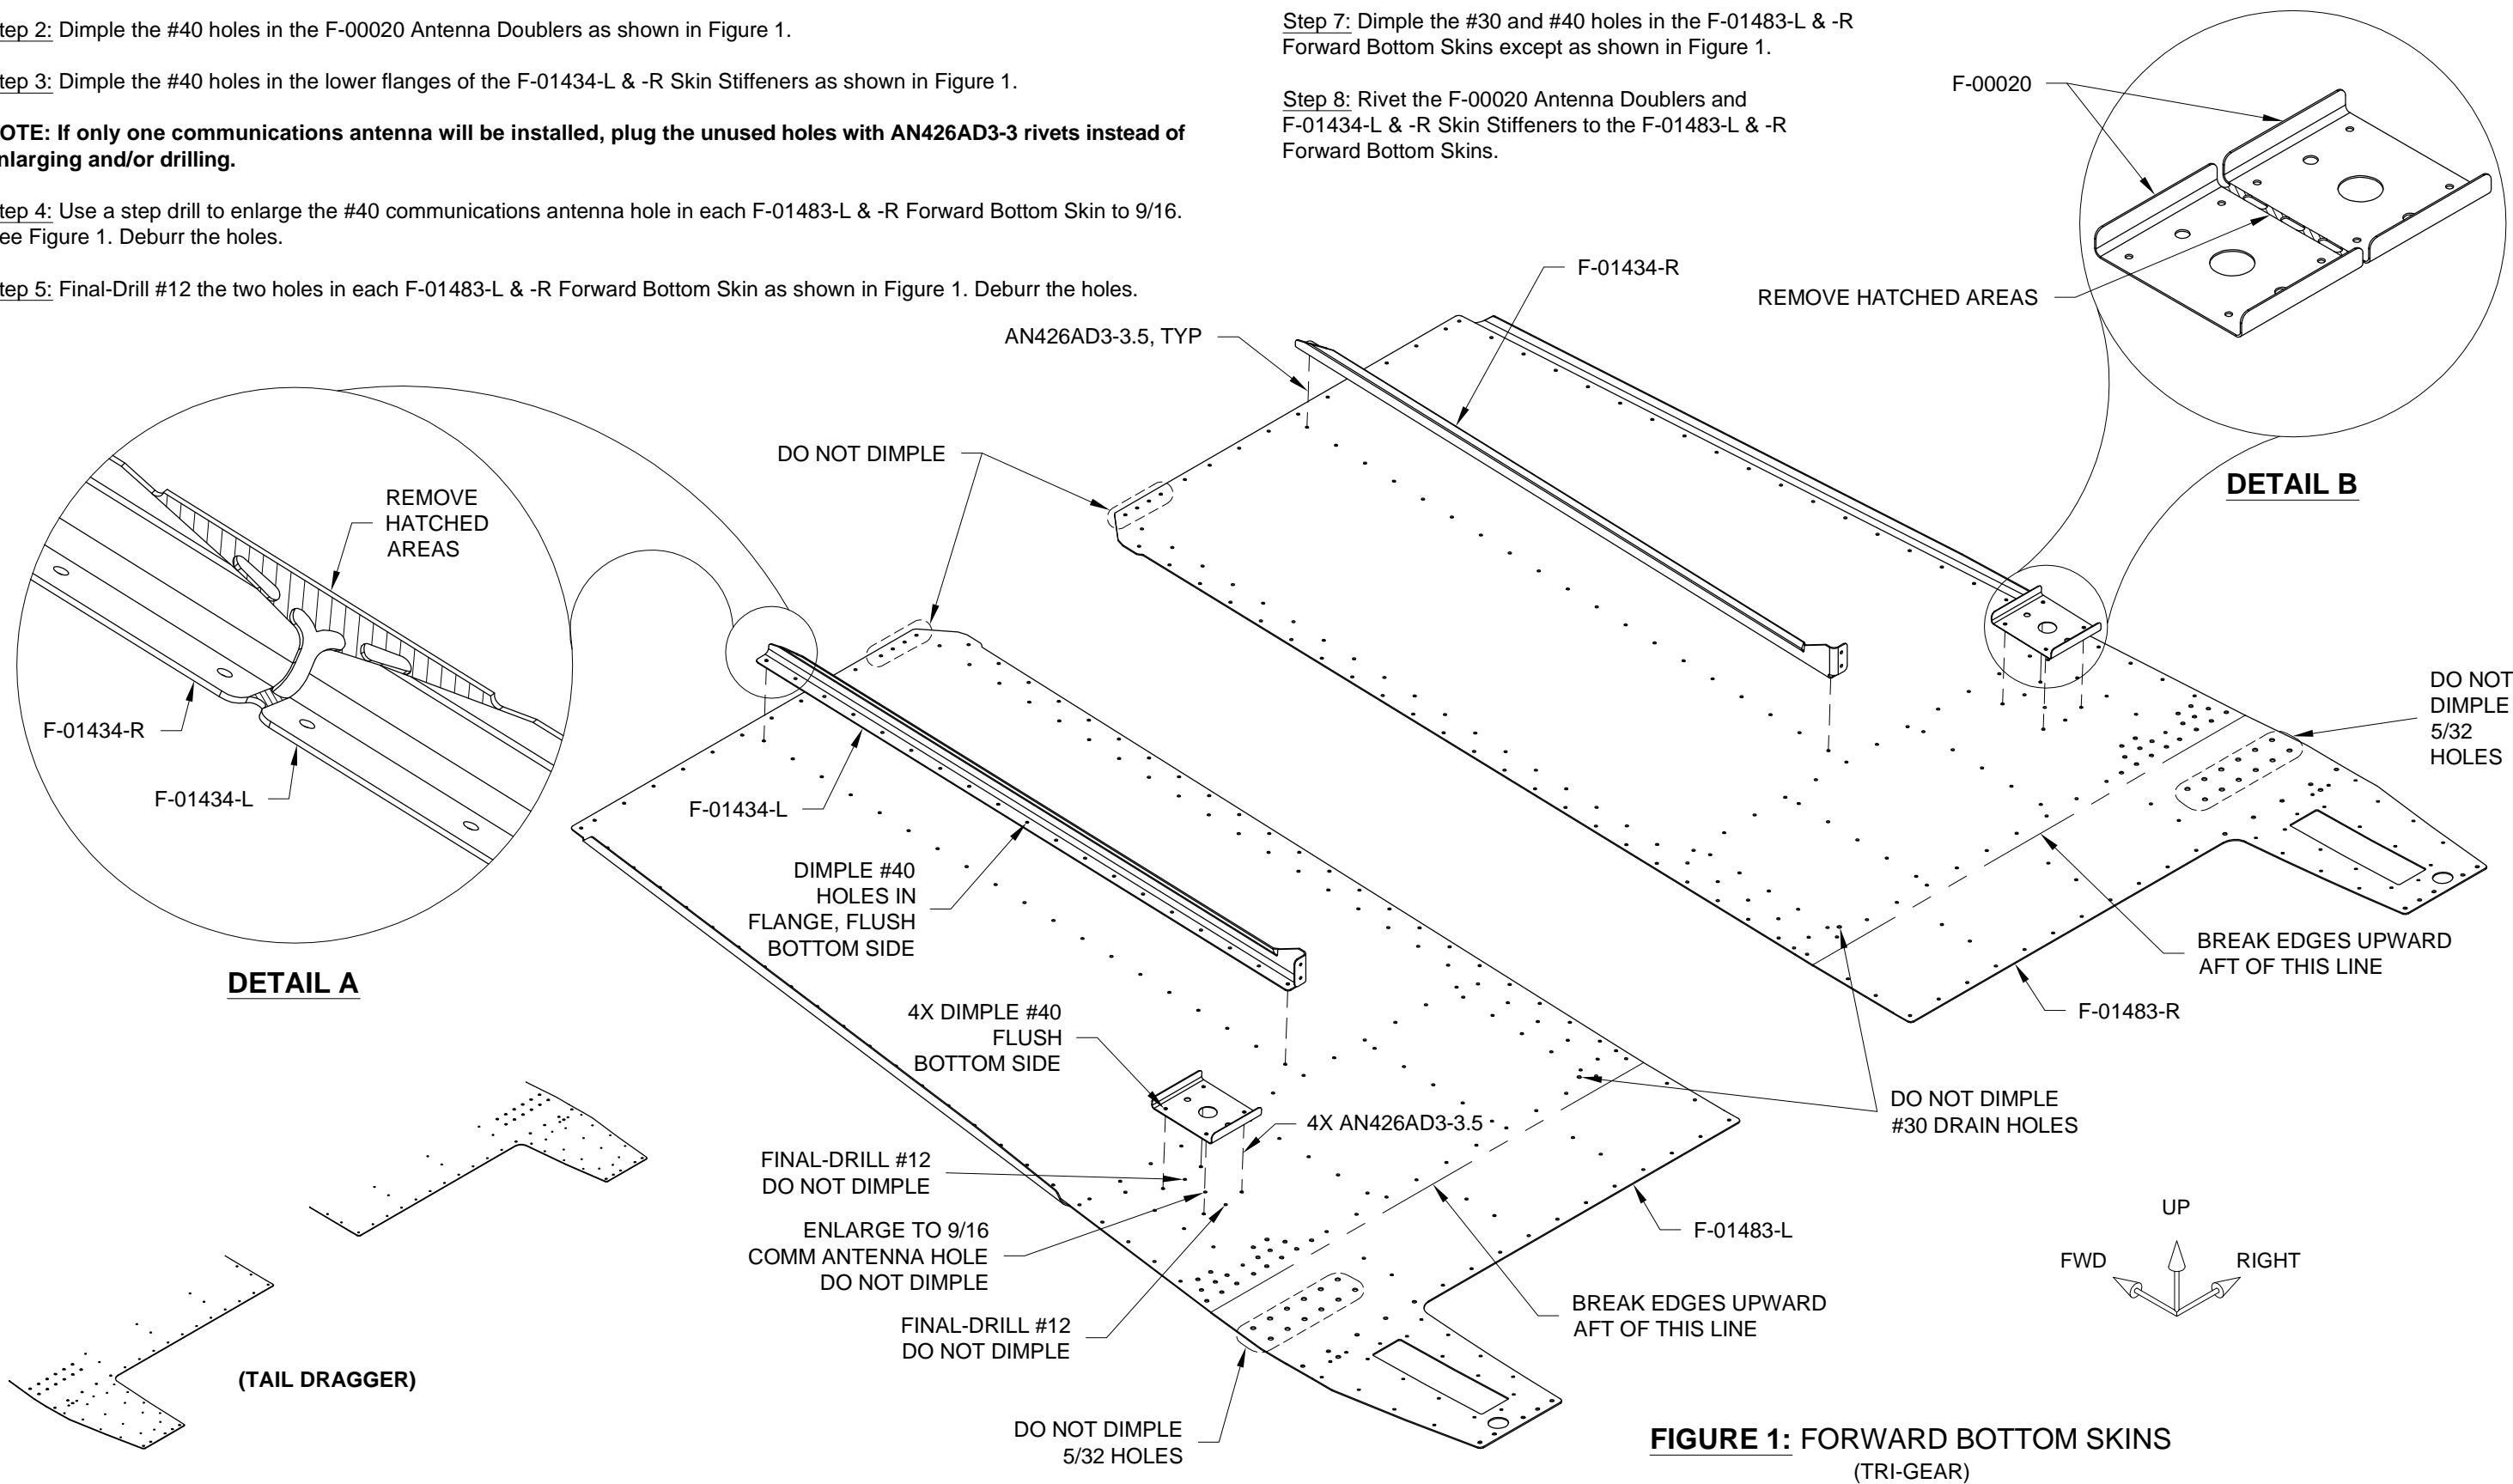 tep 2: Dimple the #40 holes in the F-00020 Antenna Doublers as shown in Figure 1.
tep 3: Dimple the #40 holes in the lower flanges of the F-01434-L & -R Skin Stiffeners as shown in Figure 1.
OTE: If only one communications antenna will be installed, plug the unused holes with AN426AD3-3 rivets instead of
nlarging and/or drilling.
tep 4: Use a step drill to enlarge the #40 communications antenna hole in each F-01483-L & -R Forward Bottom Skin to 9/16.
ee Figure 1. Deburr the holes.
tep 5: Final-Drill #12 the two holes in each F-01483-L & -R Forward Bottom Skin as shown in Figure 1. Deburr the holes.
Step 7: Dimple the #30 and #40 holes in the F-01483-L & -R
Forward Bottom Skins except as shown in Figure 1.
Step 8: Rivet the F-00020 Antenna Doublers and
F-01434-L & -R Skin Stiffeners to the F-01483-L & -R
Forward Bottom Skins.
F-00020
REMOVE HATCHED AREAS
DETAIL B
F-01434-R
AN426AD3-3.5, TYP
DO NOT DIMPLE
REMOVE
HATCHED
AREAS
F-01434-R
F-01434-L
DETAIL A
F-01434-L
DIMPLE #40
HOLES IN
FLANGE, FLUSH
BOTTOM SIDE
4X DIMPLE #40
FLUSH
BOTTOM SIDE
4X AN426AD3-3.5
FINAL-DRILL #12
DO NOT DIMPLE
ENLARGE TO 9/16
COMM ANTENNA HOLE
DO NOT DIMPLE
FINAL-DRILL #12
DO NOT DIMPLE
DO NOT DIMPLE
5/32 HOLES
DO NOT
DIMPLE
5/32
HOLES
BREAK EDGES UPWARD
AFT OF THIS LINE
F-01483-R
DO NOT DIMPLE
#30 DRAIN HOLES
F-01483-L
BREAK EDGES UPWARD
AFT OF THIS LINE
UP
FWD
RIGHT
(TAIL DRAGGER)
FIGURE 1: FORWARD BOTTOM SKINS
(TRI-GEAR)